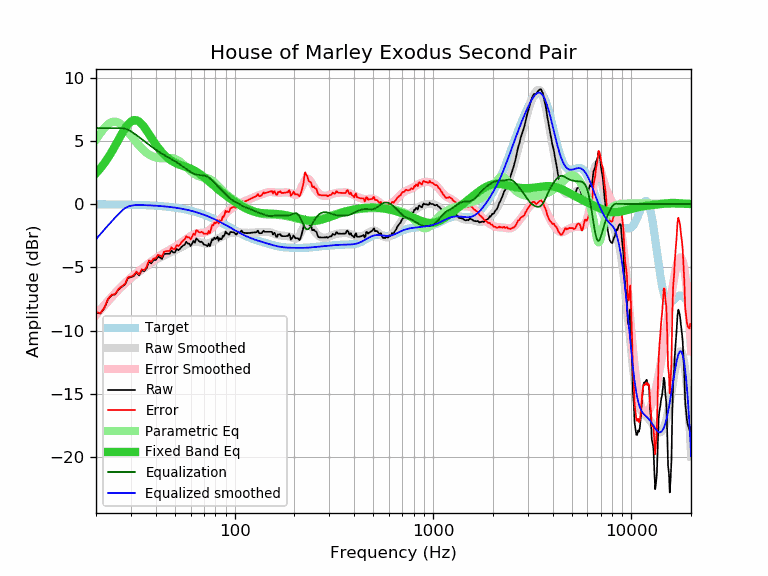 House of Marley Exodus Second Pair
10
5
0
−5
−10
−15
−20
Amplitude (dBr)
Target
Raw Smoothed
Error Smoothed
Raw
Error
Parametric Eq
Fixed Band Eq
Equalization
Equalized smoothed
100
1000
10000
Frequency (Hz)